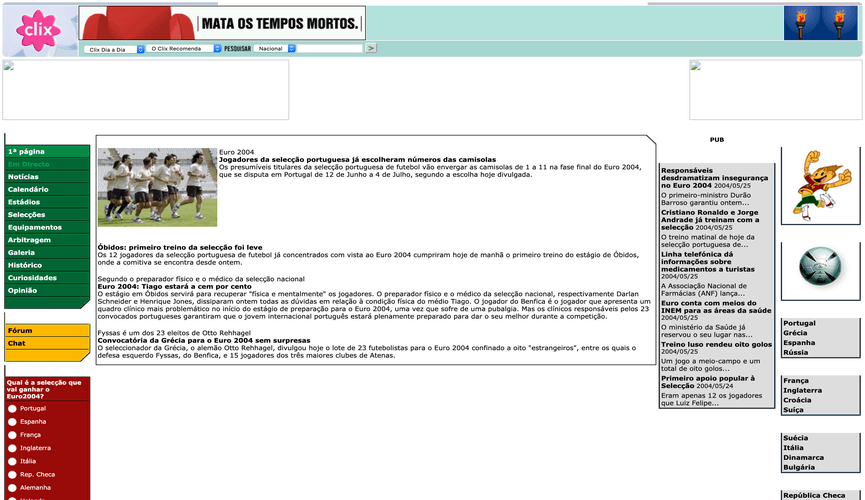 clix
MATA OS TEMPOS MORTOS.
Clix Dia a Dia
O Clix Recomenda
PESQUISAR
Nacional
>
1ª página
Em Directo
Notícias
Calendário
Estádios
Selecções
Equipamentos
Arbitragem
Galeria
Histórico
Curiosidades
Opinião
Fórum
Chat
Qual é a selecção que
vai ganhar o
Euro2004?
Portugal
Espanha
França
Inglaterra
Itália
Rep. Checa
Alemanha
Euro 2004
Jogadores da selecção portuguesa já escolheram números das camisolas
Os presumíveis titulares da selecção portuguesa de futebol vão envergar as camisolas de 1 a 11 na fase final do Euro 2004,
que se disputa em Portugal de 12 de Junho a 4 de Julho, segundo a escolha hoje divulgada.
Óbidos: primeiro treino da selecção foi leve
Os 12 jogadores da selecção portuguesa de futebol já concentrados com vista ao Euro 2004 cumpriram hoje de manhã o primeiro treino do estágio de Óbidos,
onde a comitiva se encontra desde ontem.
Segundo o preparador físico e o médico da selecção nacional
Euro 2004: Tiago estará a cem por cento
O estágio em Óbidos servirá para recuperar "física e mentalmente" os jogadores. O preparador físico e o médico da selecção nacional, respectivamente Darlan
Schneider e Henrique Jones, dissiparam ontem todas as dúvidas em relação à condição física do médio Tiago. O jogador do Benfica é o jogador que apresenta um
quadro clínico mais problemático no início do estágio de preparação para o Euro 2004, uma vez que sofre de uma pubalgia. Mas os clínicos responsáveis pelos 23
convocados portugueses garantiram que o jovem internacional português estará plenamente preparado para dar o seu melhor durante a competição.
Fyssas é um dos 23 eleitos de Otto Rehhagel
Convocatória da Grécia para o Euro 2004 sem surpresas
O seleccionador da Grécia, o alemão Otto Rehhagel, divulgou hoje o lote de 23 futebolistas para o Euro 2004 confinado a oito "estrangeiros", entre os quais o
defesa esquerdo Fyssas, do Benfica, e 15 jogadores dos três maiores clubes de Atenas.
PUB
Responsáveis
desdramatizam insegurança
no Euro 2004 2004/05/25
O primeiro-ministro Durão
Barroso garantiu ontem...
Cristiano Ronaldo e Jorge
Andrade já treinam com a
selecção 2004/05/25
O treino matinal de hoje da
selecção portuguesa de...
Linha telefónica dá
informações sobre
medicamentos a turistas
2004/05/25
A Associação Nacional de
Farmácias (ANF) lança...
Euro conta com meios do
INEM para as áreas da saúde
2004/05/25
O ministério da Saúde já
reservou o seu lugar nas...
Treino luso rendeu oito golos
2004/05/25
Um jogo a meio-campo e um
total de oito golos...
Primeiro apoio popular à
Selecção 2004/05/24
Eram apenas 12 os jogadores
que Luiz Felipe...
Portugal
Grécia
Espanha
Rússia
França
Inglaterra
Croácia
Suíça
Suécia
Itália
Dinamarca
Bulgária
República Checa